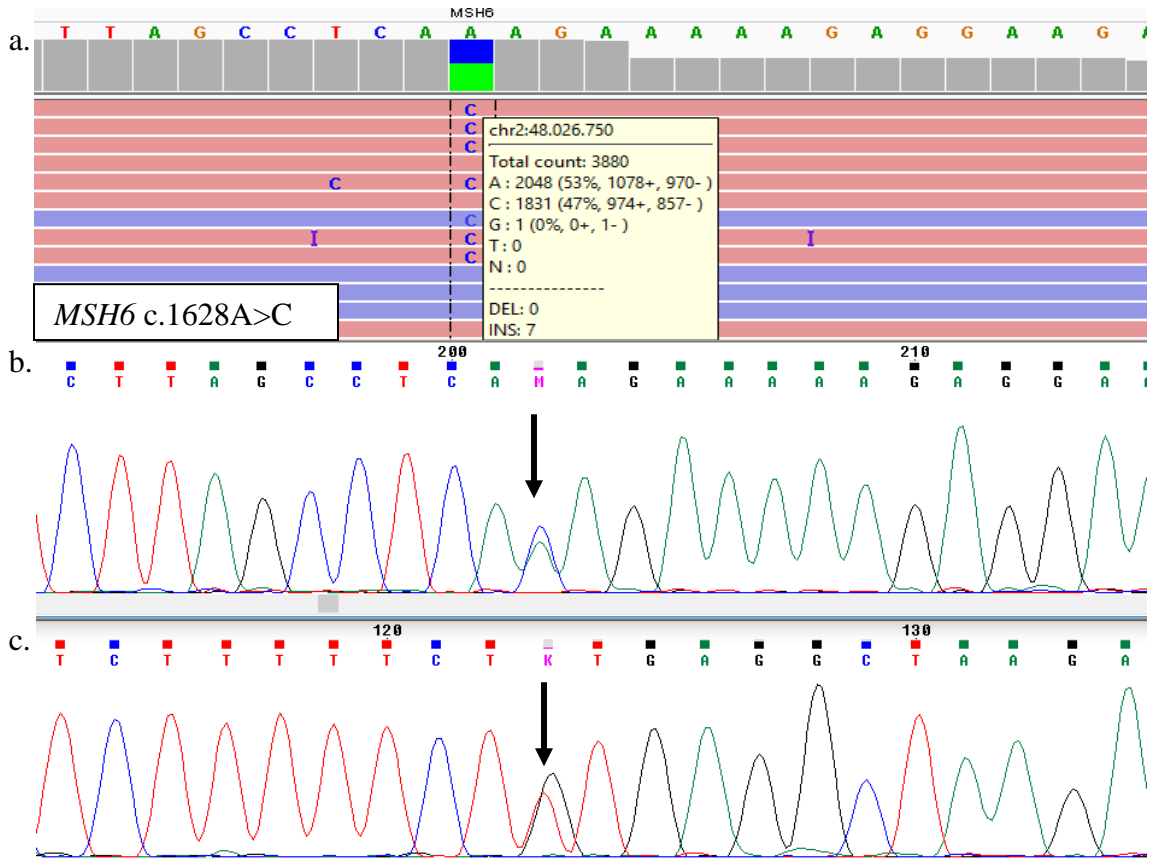 MSH6
a. T T A G C C T C A A A G A A A A A G A G G A A G A
C
C
chr2:48.026.750
C
Total count: 3880
C C A : 2048 (53%, 1078+, 970- )
C : 1831 (47%, 974+, 857- )
C G : 1 (0%, 0+, 1- )
I C T : 0 I
C N : 0
---------------
DEL: 0
MSH6 c.1628A>C INS: 7
200 210
b. C T T A G C C T C A M A G A A A A A G A G G A A
120 130
c. T C T T T T T C T K T G A G G C T A A G A